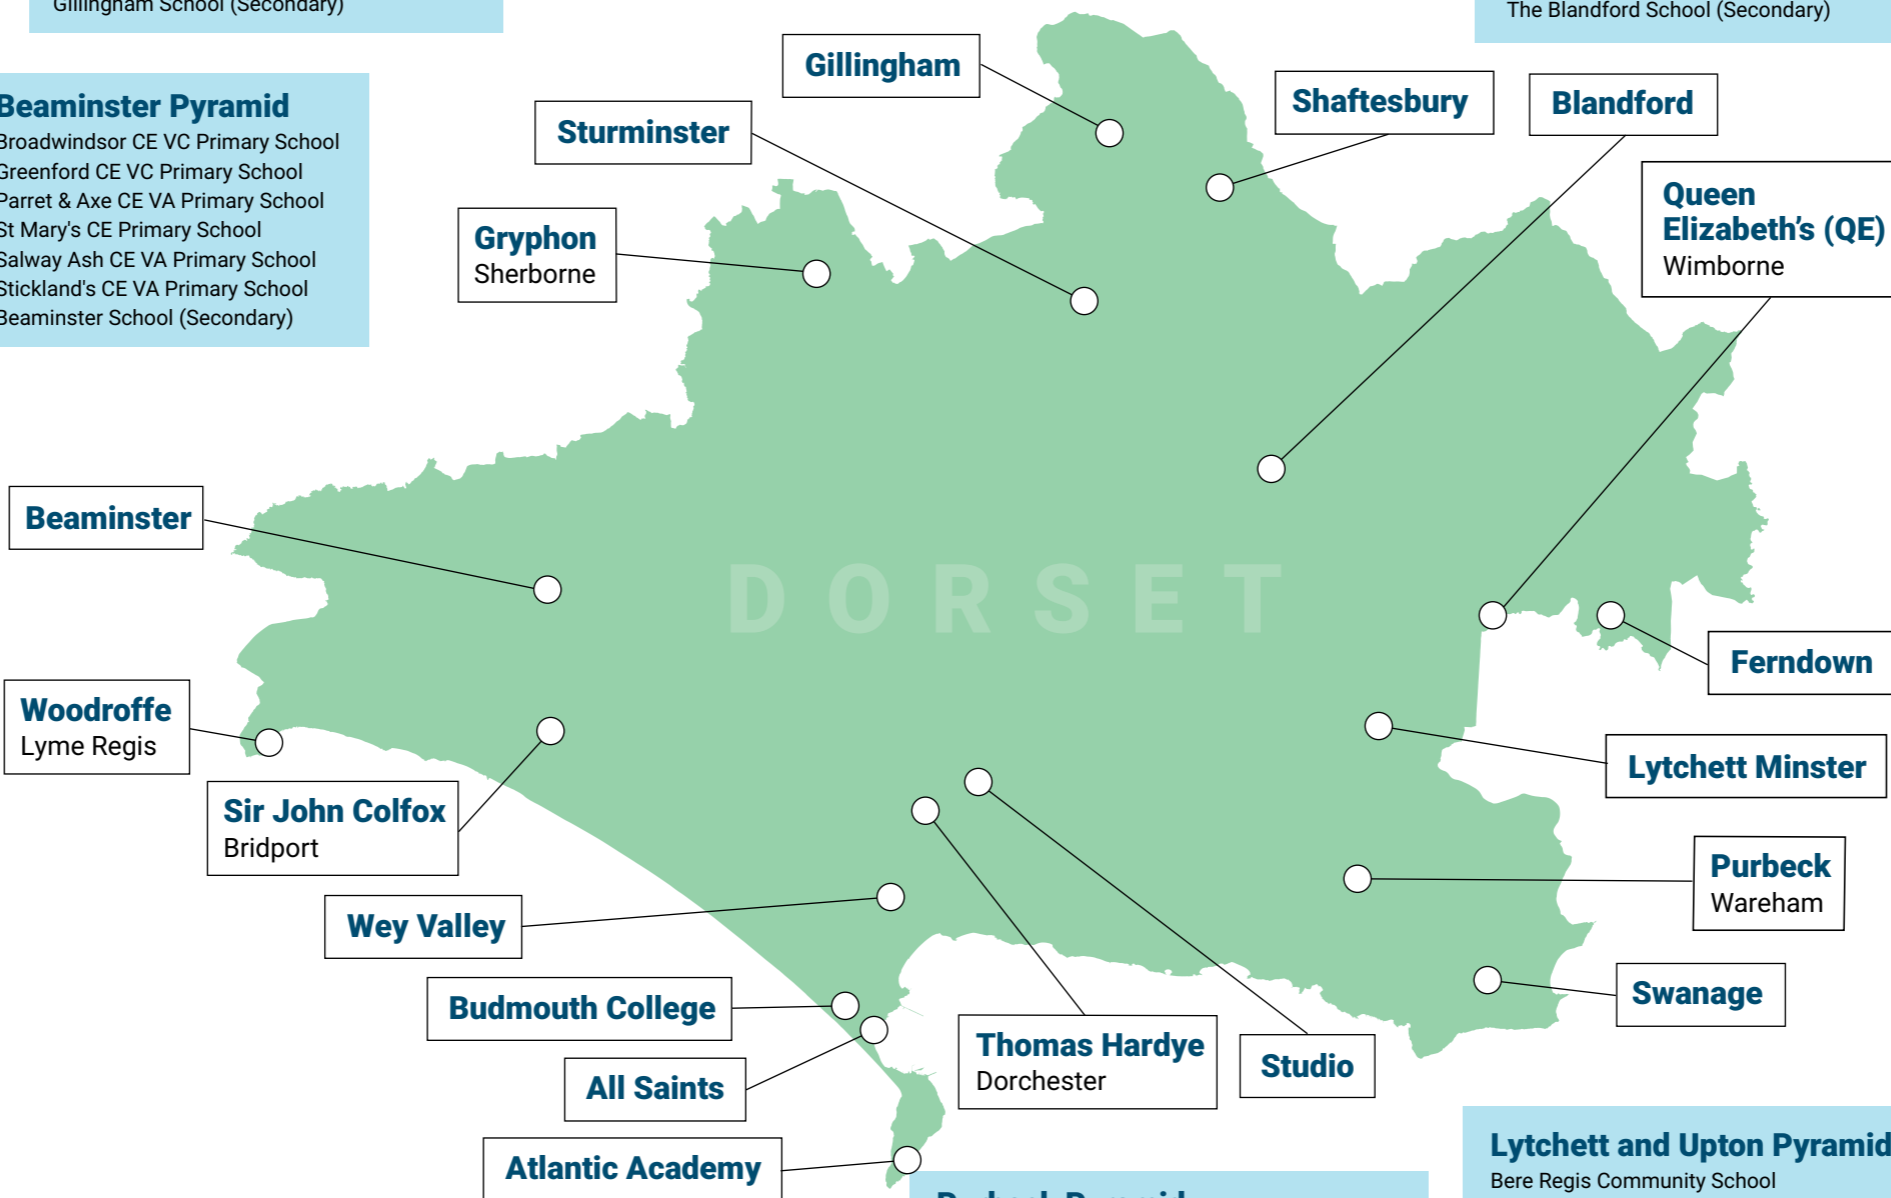 Gillingham School (Secondary)
The Blandford School (Secondary)
Gillingham
Shaftesbury
Blandford
Beaminster Pyramid
Broadwindsor CE VC Primary School
Greenford CE VC Primary School
Parret & Axe CE VA Primary School
St Mary's CE Primary School
Salway Ash CE VA Primary School
Stickland's CE VA Primary School
Beaminster School (Secondary)
Sturminster
Queen
Elizabeth’s (QE)
Wimborne
Gryphon
Sherborne
Beaminster
DORSET
Ferndown
Woodroffe
Lyme Regis
Lytchett Minster
Sir John Colfox
Bridport
Purbeck
Wareham
Wey Valley
Swanage
Budmouth College
Thomas Hardye
Dorchester
Studio
All Saints
Atlantic Academy
Lytchett and Upton Pyramid
Bere Regis Community School
Purbeck Pyramid